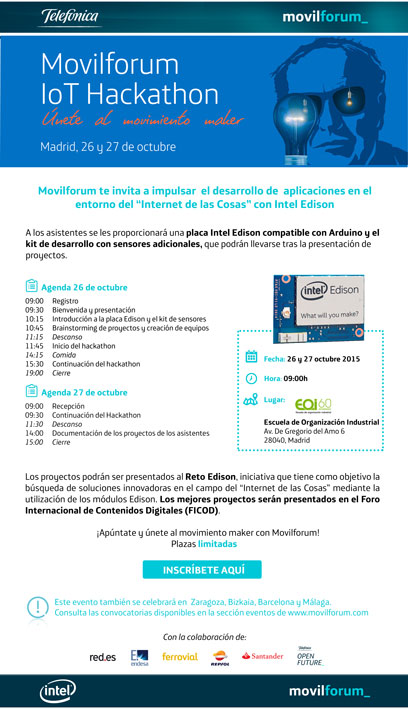 Telefónica
movilforum_
Movilforum
IoT Hackathon
Únete al movimiento maker
Madrid, 26 y 27 de octubre
Movilforum te invita a impulsar el desarrollo de aplicaciones en el
entorno del “Internet de las Cosas” con Intel Edison
A los asistentes se les proporcionará una placa Intel Edison compatible con Arduino y el
kit de desarrollo con sensores adicionales, que podrán llevarse tras la presentación de
proyectos.
Agenda 26 de octubre
09:00 Registro
09:30 Bienvenida y presentación
10:15 Introducción a la placa Edison y el kit de sensores
10:45 Brainstorming de proyectos y creación de equipos
11:15 Descanso
11:45 Inicio del hackathon
14:15 Comida
15:30 Continuación del hackathon
19:00 Cierre
Agenda 27 de octubre
09:00 Recepción
09:30 Continuación del Hackathon
11:30 Descanso
14:00 Documentación de los proyectos de los asistentes
15:00 Cierre
intel Edison
What will you make?
Fecha: 26 y 27 octubre 2015
Hora: 09:00h
Lugar:
EOI 60
Escuela de Organización Industrial
Av. De Gregorio del Amo 6
28040, Madrid
Los proyectos podrán ser presentados al Reto Edison, iniciativa que tiene como objetivo la
búsqueda de soluciones innovadoras en el campo del “Internet de las Cosas” mediante la
utilización de los módulos Edison. Los mejores proyectos serán presentados en el Foro
Internacional de Contenidos Digitales (FICOD).
¡Apúntate y únete al movimiento maker con Movilforum!
Plazas limitadas
INSCRÍBETE AQUÍ
Este evento también se celebrará en Zaragoza, Bizkaia, Barcelona y Málaga.
Consulta las convocatorias disponibles en la sección eventos de www.movilforum.com
Con la colaboración de:
red.es
endesa
ferrovial
REPSOL
Santander
OPEN
FUTURE_
intel
movilforum_